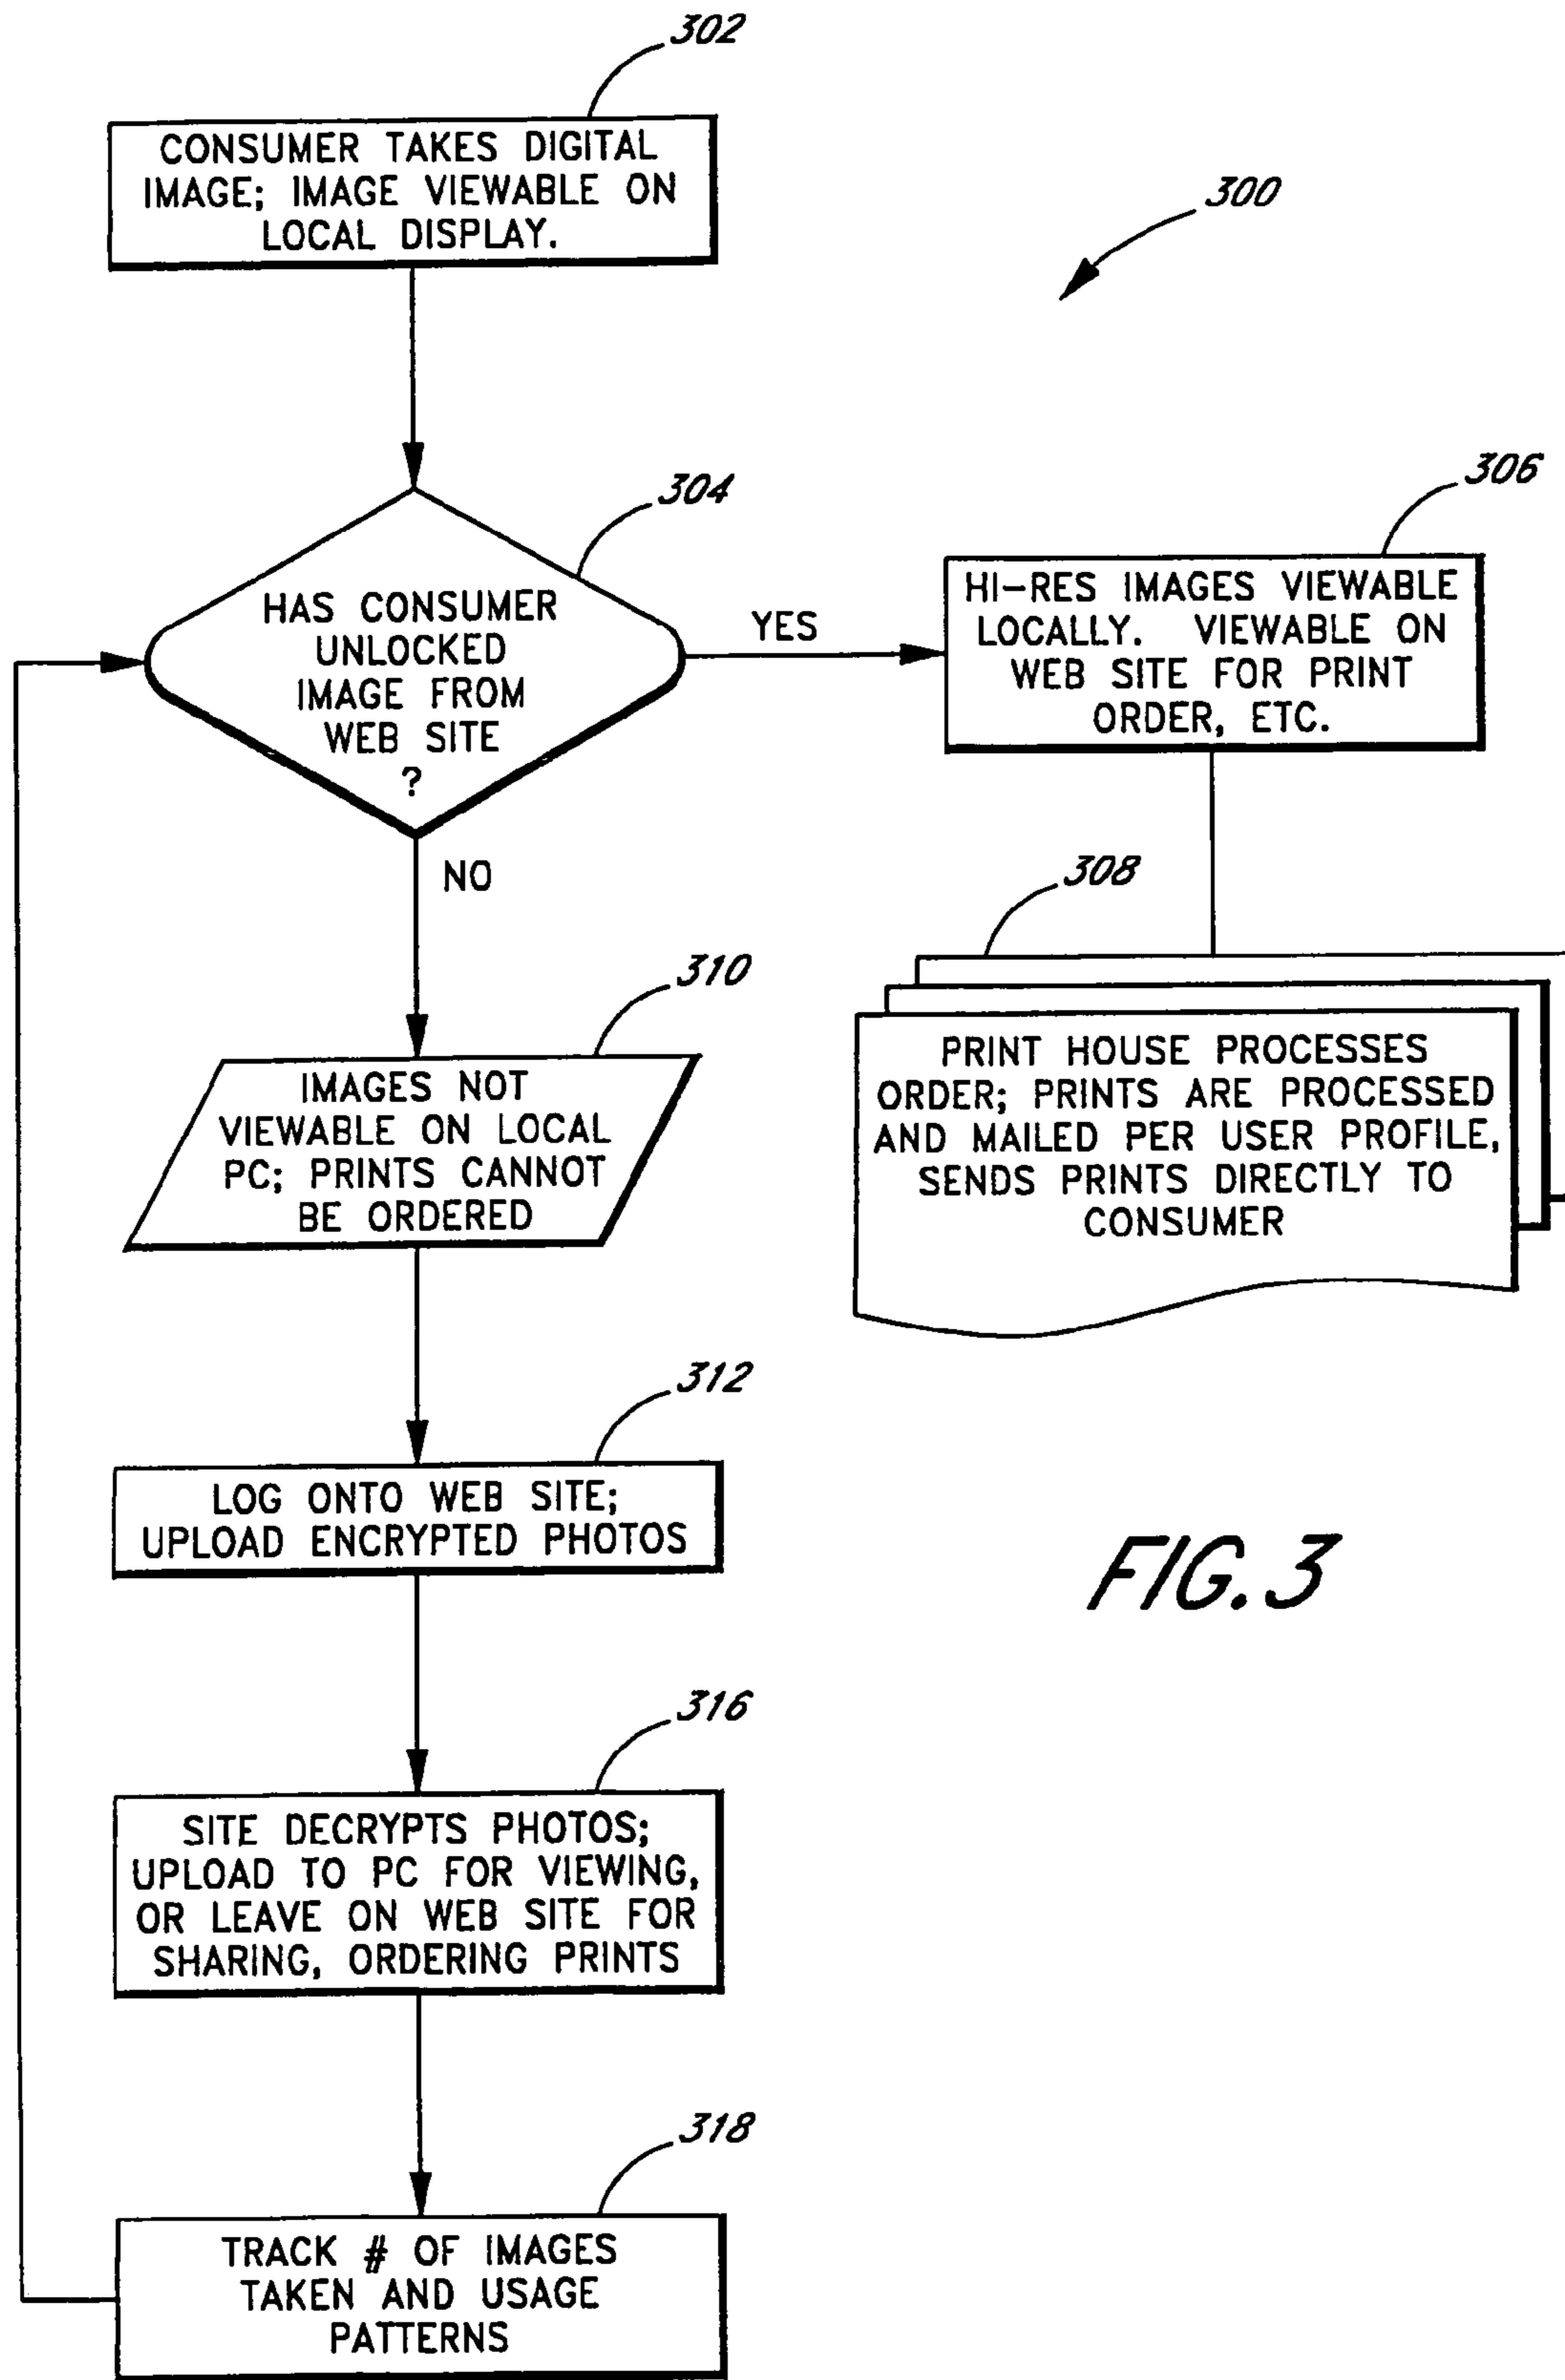 302
CONSUMER TAKES DIGITAL
IMAGE; IMAGE VIEWABLE ON
LOCAL DISPLAY.
300
304
HAS CONSUMER
UNLOCKED
IMAGE FROM
WEB SITE
?
YES
306
HI-RES IMAGES VIEWABLE
LOCALLY. VIEWABLE ON
WEB SITE FOR PRINT
ORDER, ETC.
NO
308
PRINT HOUSE PROCESSES
ORDER; PRINTS ARE PROCESSED
AND MAILED PER USER PROFILE,
SENDS PRINTS DIRECTLY TO
CONSUMER
310
IMAGES NOT
VIEWABLE ON LOCAL
PC; PRINTS CANNOT
BE ORDERED
312
LOG ONTO WEB SITE;
UPLOAD ENCRYPTED PHOTOS
FIG. 3
316
SITE DECRYPTS PHOTOS;
UPLOAD TO PC FOR VIEWING,
OR LEAVE ON WEB SITE FOR
SHARING, ORDERING PRINTS
318
TRACK # OF IMAGES
TAKEN AND USAGE
PATTERNS